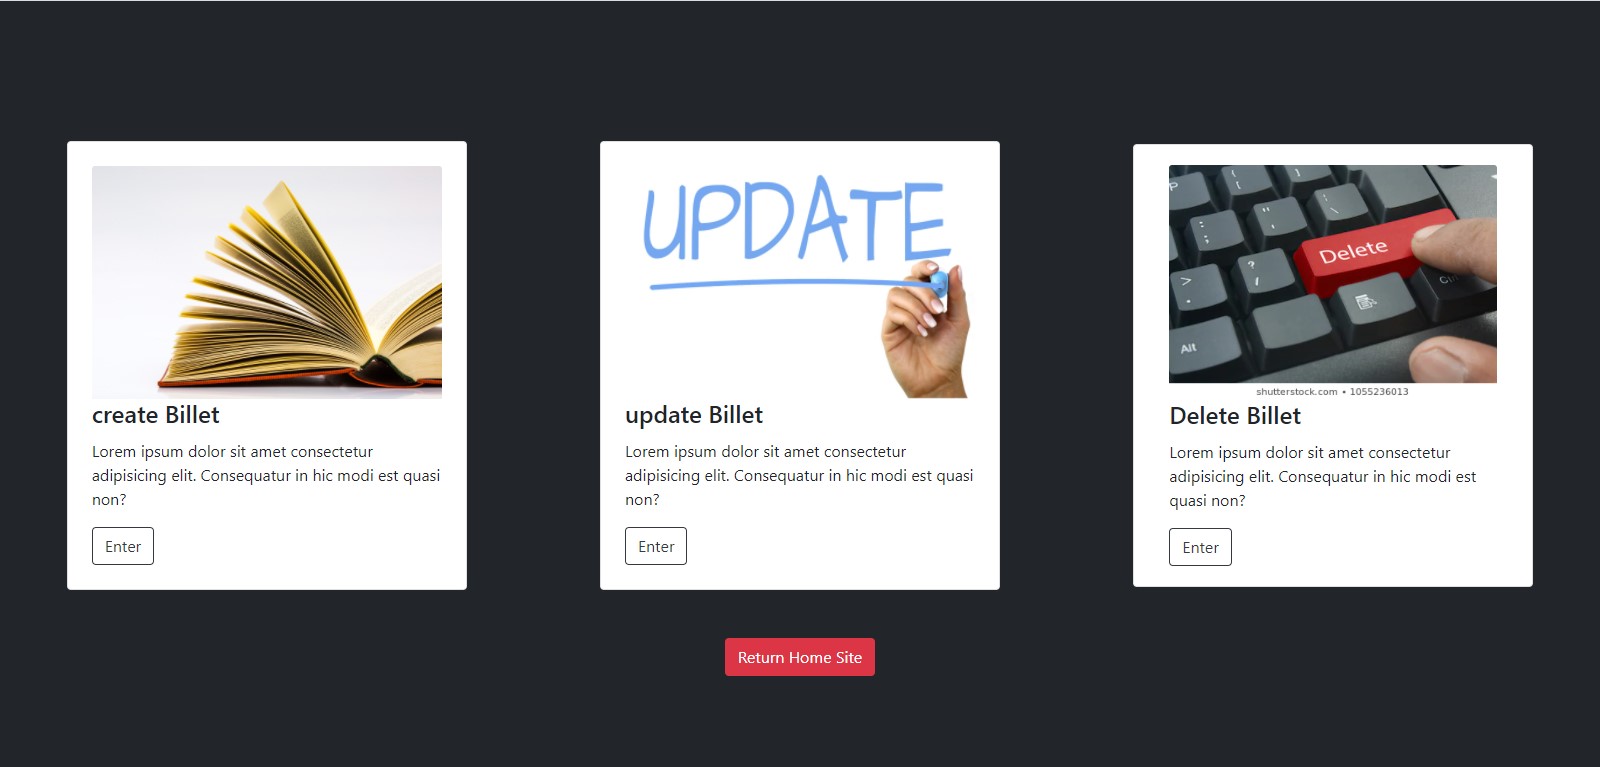 UPDATE
Delete
Alt
shutterstock.com • 1055236013
create Billet
Lorem ipsum dolor sit amet consectetur
adipisicing elit. Consequatur in hic modi est quasi
non?
Enter
update Billet
Lorem ipsum dolor sit amet consectetur
adipisicing elit. Consequatur in hic modi est quasi
non?
Enter
Delete Billet
Lorem ipsum dolor sit amet consectetur
adipisicing elit. Consequatur in hic modi est
quasi non?
Enter
Return Home Site